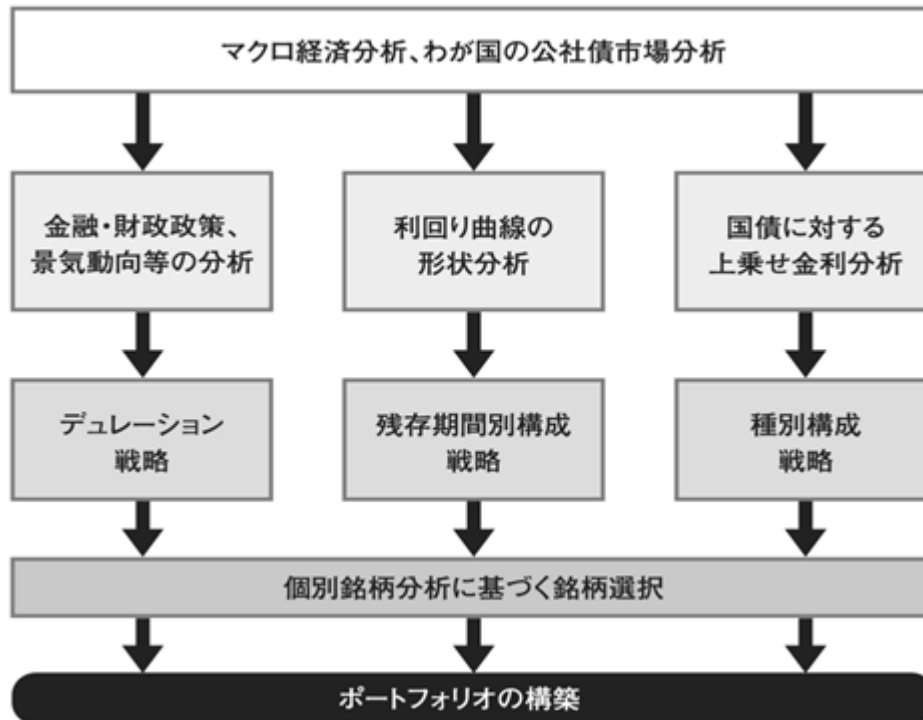 マクロ経済分析、わが国の公社債市場分析
金融・財政政策、
景気動向等の分析
利回り曲線の
形状分析
国債に対する
上乗せ金利分析
デュレーション
戦略
残存期間別構成
戦略
種別構成
戦略
個別銘柄分析に基づく銘柄選択
ポートフォリオの構築